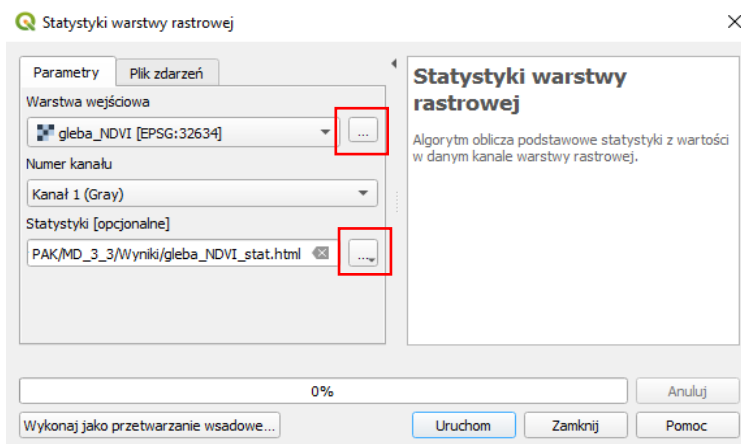 Statystyki warstwy rastrowej
Parametry
Plik zdarzeń
Warstwa wejściowa
gleba_NDVI [EPSG:32634]
...
Numer kanału
Kanał 1 (Gray)
Statystyki [opcjonalne]
PAK/MD_3_3/Wyniki/gleba_NDVI_stat.html
...
Statystyki warstwy
rastrowej
Algorytm oblicza podstawowe statystyki z wartości
w danym kanale warstwy rastrowej.
0%
Anuluj
Wykonaj jako przetwarzanie wsadowe...
Uruchom
Zamknij
Pomoc